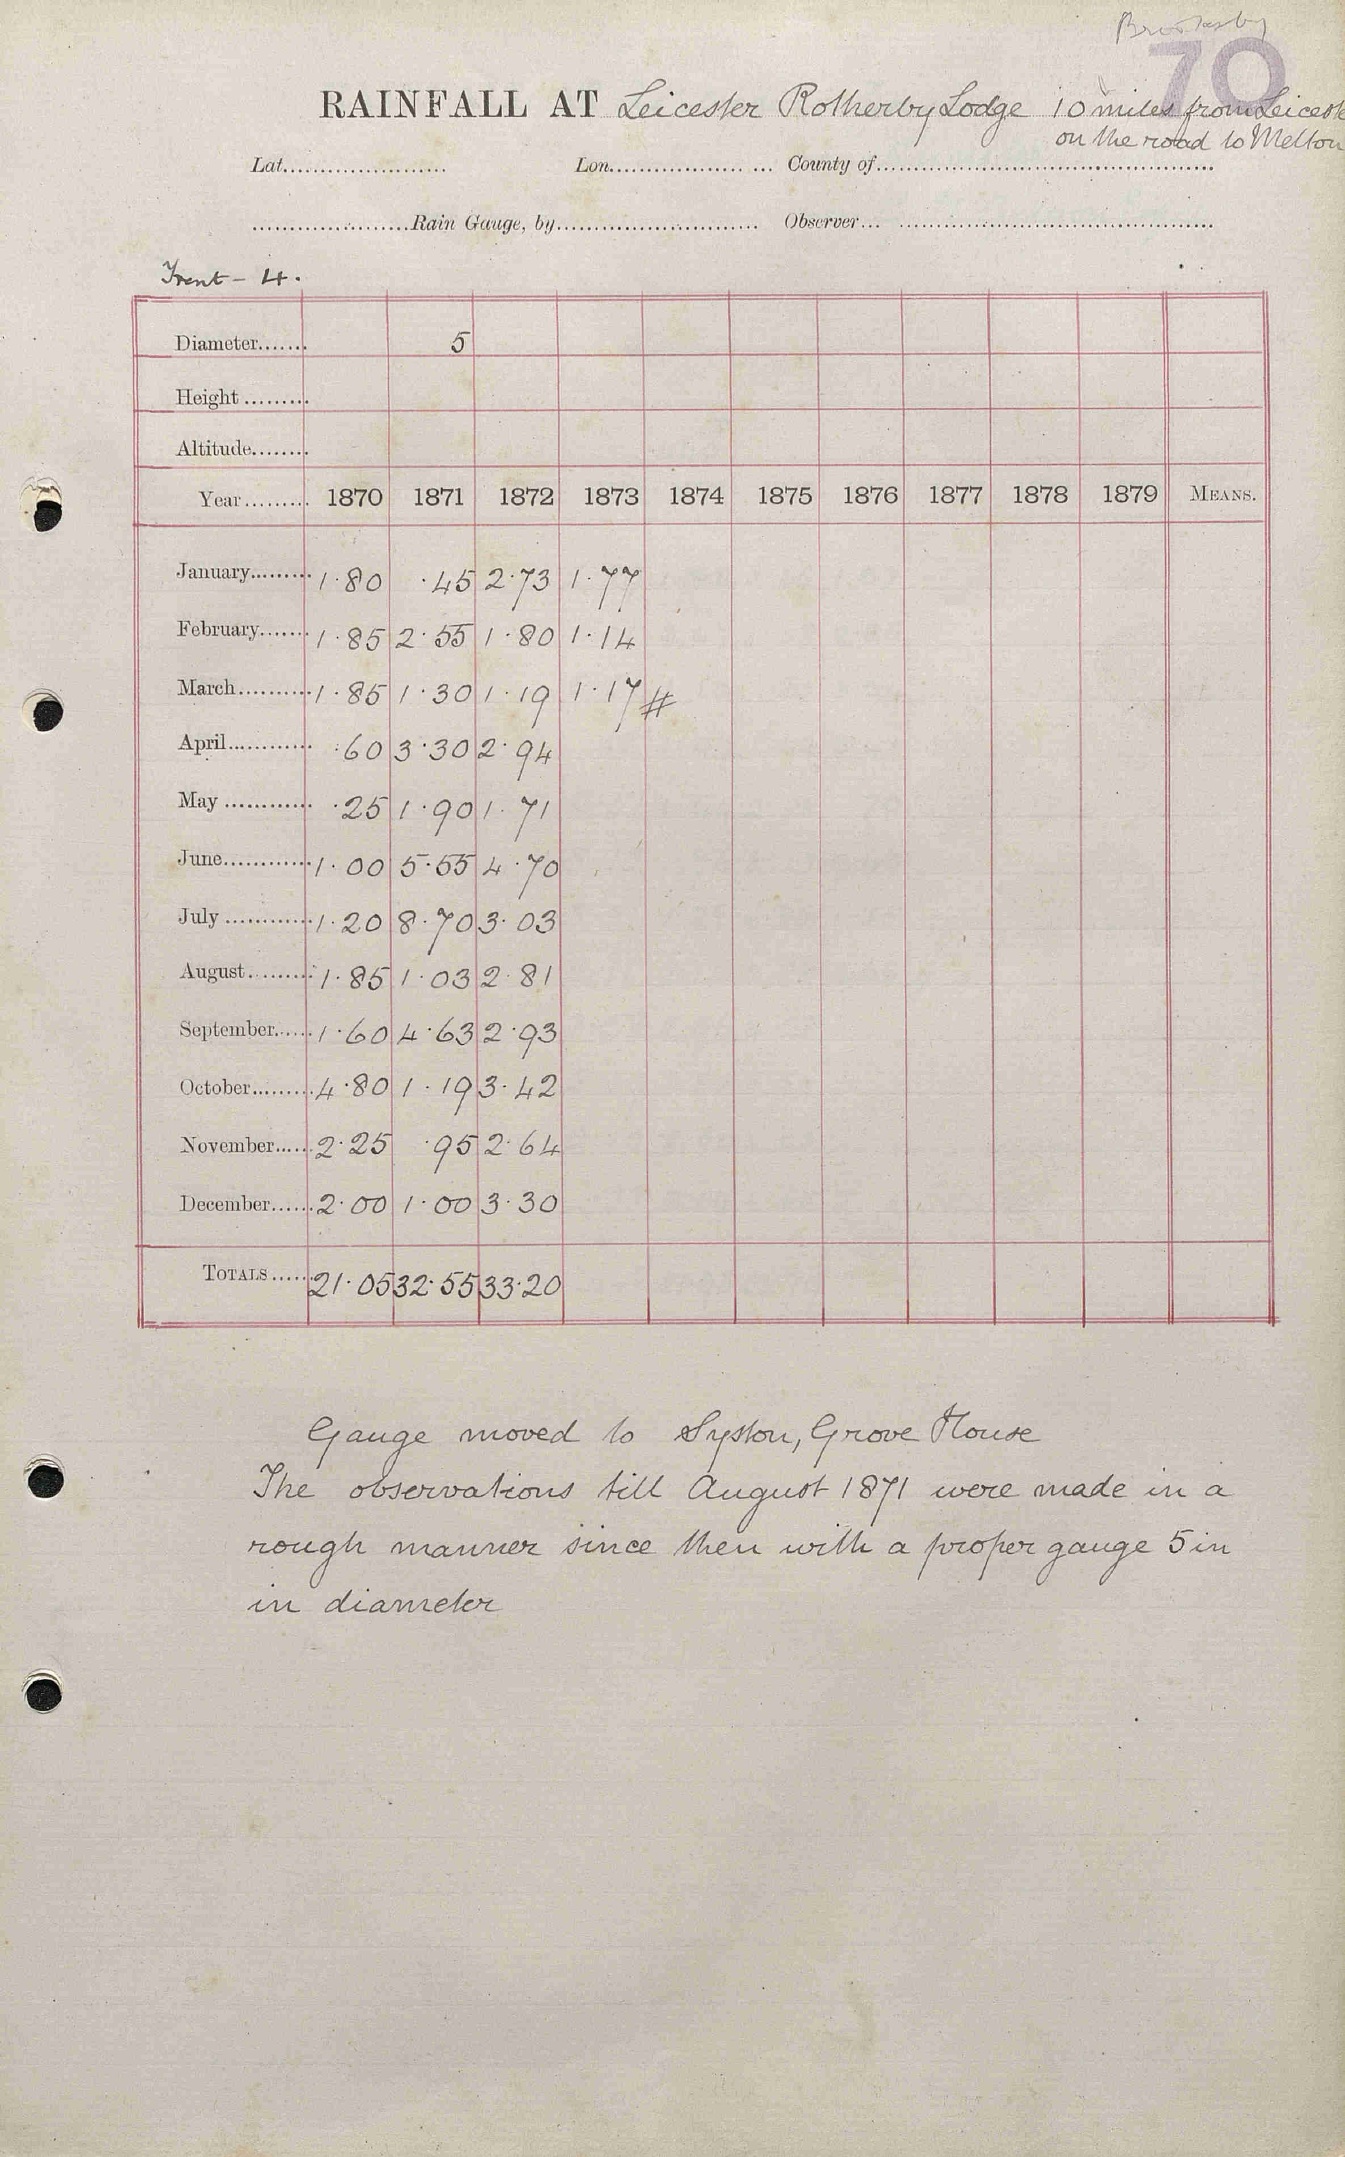 Brooksby
70
RAINFALL AT Leicester Rotherby Lodge 10 miles from Leiceste
on the road to Melton
Lat...................... Lon.................. ... County of..............................................
.....................Rain Gauge, by........................... Observer... ..........................................
Trent - 4.
Diameter....... 5
Height .........
Altitude........
Year......... 1870 1871 1872 1873 1874 1875 1876 1877 1878 1879 MEANS.
January......... 1.80 .45 2.73 1.77
February....... 1.85 2.55 1.80 1.14
March.......... 1.85 1.30 1.19 1.17 #
April............ .60 3.30 2.94
May ............ .25 1.90 1.71
June............ 1.00 5.55 4.70
July ............ 1.20 8.70 3.03
August......... 1.85 1.03 2.81
September...... 1.60 4.63 2.93
October......... 4.80 1.19 3.42
November...... 2.25 .95 2.64
December...... 2.00 1.00 3.30
TOTALS...... 21.05 32.55 33.20
Gauge moved to Syston, Grove House
The observations till August 1871 were made in a
rough manner since then with a proper gauge 5 in
in diameter